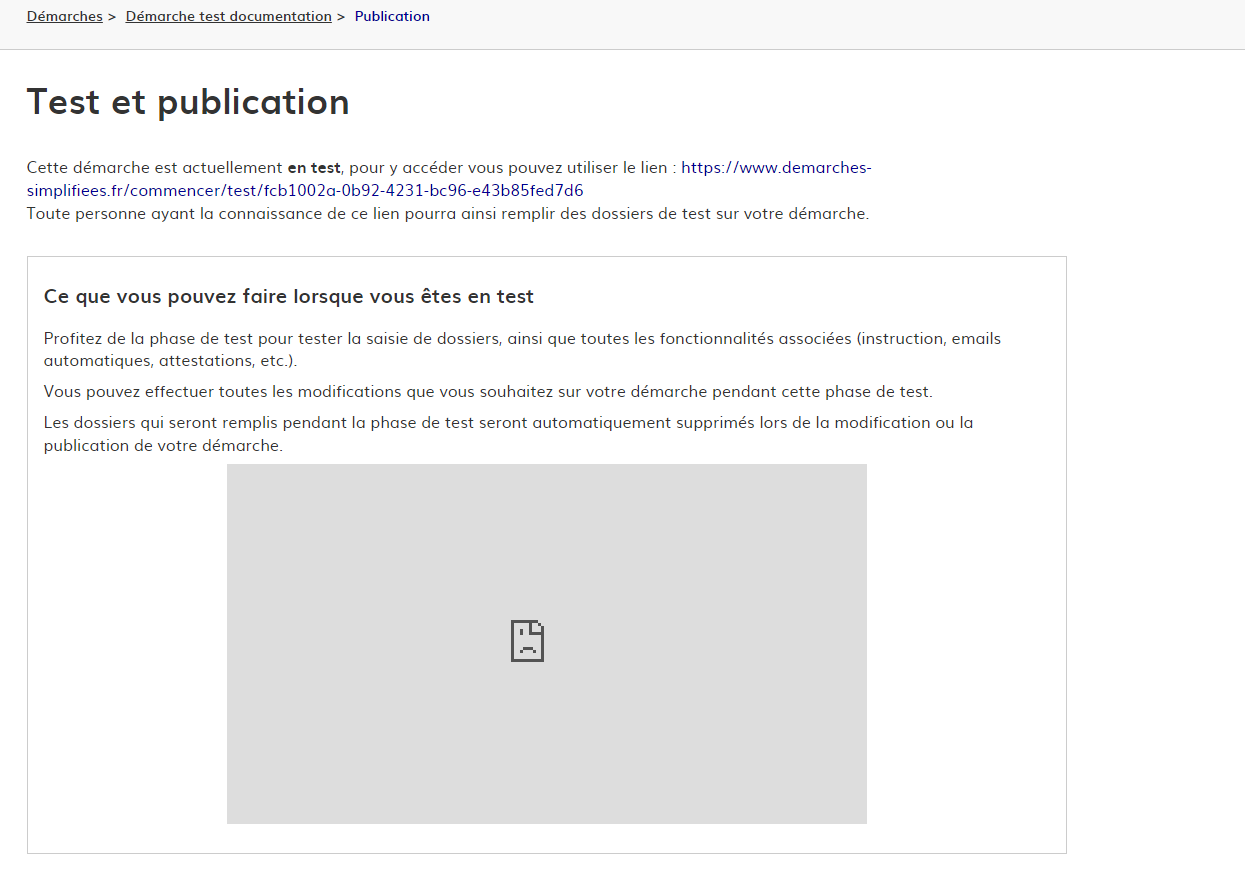 Démarches > Démarche test documentation > Publication
Test et publication
Cette démarche est actuellement en test, pour y accéder vous pouvez utiliser le lien : https://www.demarches-
simplifiees.fr/commencer/test/fcb1002a-0b92-4231-bc96-e43b85fed7d6
Toute personne ayant la connaissance de ce lien pourra ainsi remplir des dossiers de test sur votre démarche.
Ce que vous pouvez faire lorsque vous êtes en test
Profitez de la phase de test pour tester la saisie de dossiers, ainsi que toutes les fonctionnalités associées (instruction, emails
automatiques, attestations, etc.).
Vous pouvez effectuer toutes les modifications que vous souhaitez sur votre démarche pendant cette phase de test.
Les dossiers qui seront remplis pendant la phase de test seront automatiquement supprimés lors de la modification ou la
publication de votre démarche.